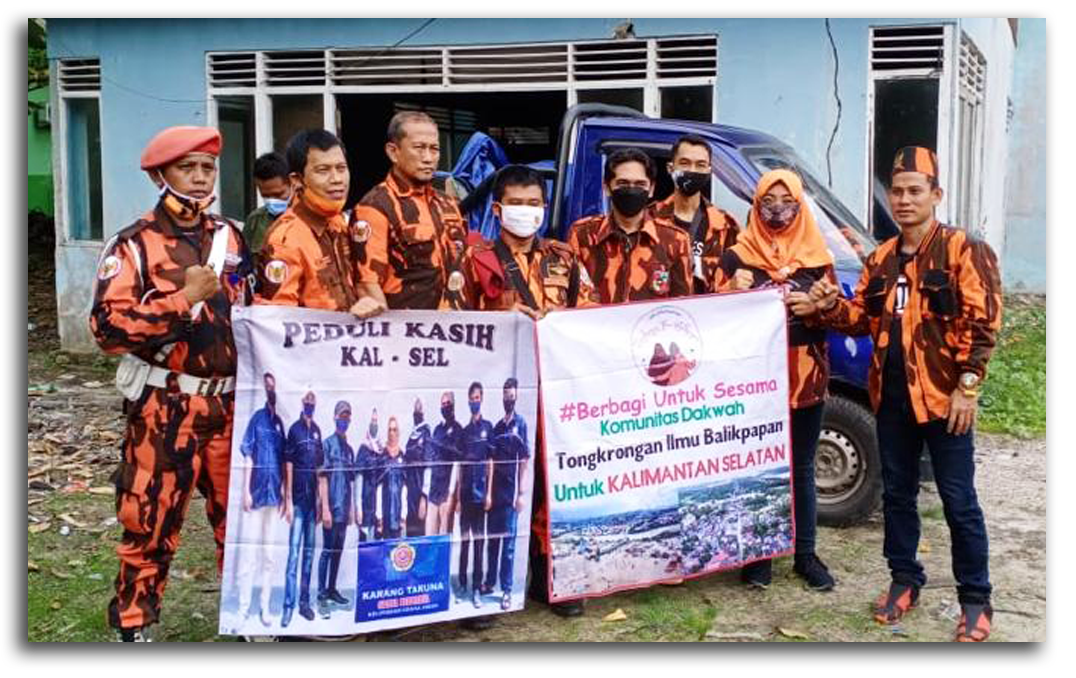 PEDULI KASIH
KAL - SEL
KARANG TARUNA
#Berbagi Untuk Sesama
Komunitas Dakwah
Tongkrongan Ilmu Balikpapan
Untuk KALIMANTAN SELATAN